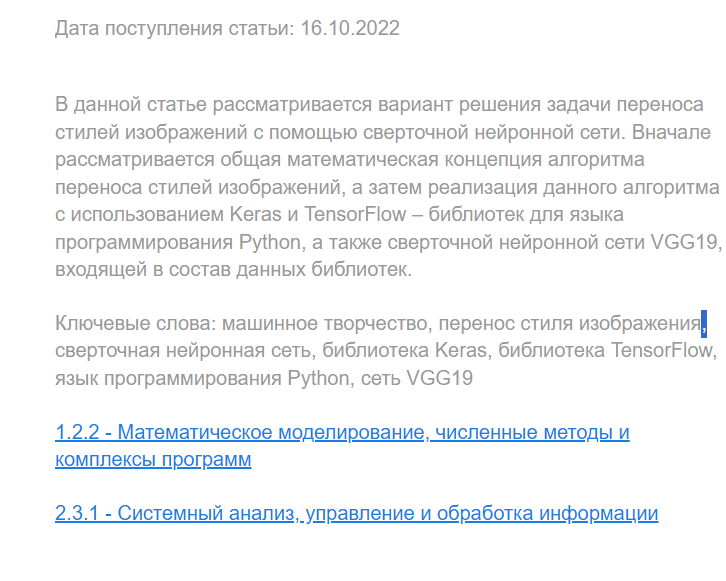 Дата поступления статьи: 16.10.2022
В данной статье рассматривается вариант решения задачи переноса
стилей изображений с помощью сверточной нейронной сети. Вначале
рассматривается общая математическая концепция алгоритма
переноса стилей изображений, а затем реализация данного алгоритма
с использованием Keras и TensorFlow – библиотек для языка
программирования Python, а также сверточной нейронной сети VGG19,
входящей в состав данных библиотек.
Ключевые слова: машинное творчество, перенос стиля изображения,
сверточная нейронная сеть, библиотека Keras, библиотека TensorFlow,
язык программирования Python, сеть VGG19
1.2.2 - Математическое моделирование, численные методы и
комплексы программ
2.3.1 - Системный анализ, управление и обработка информации